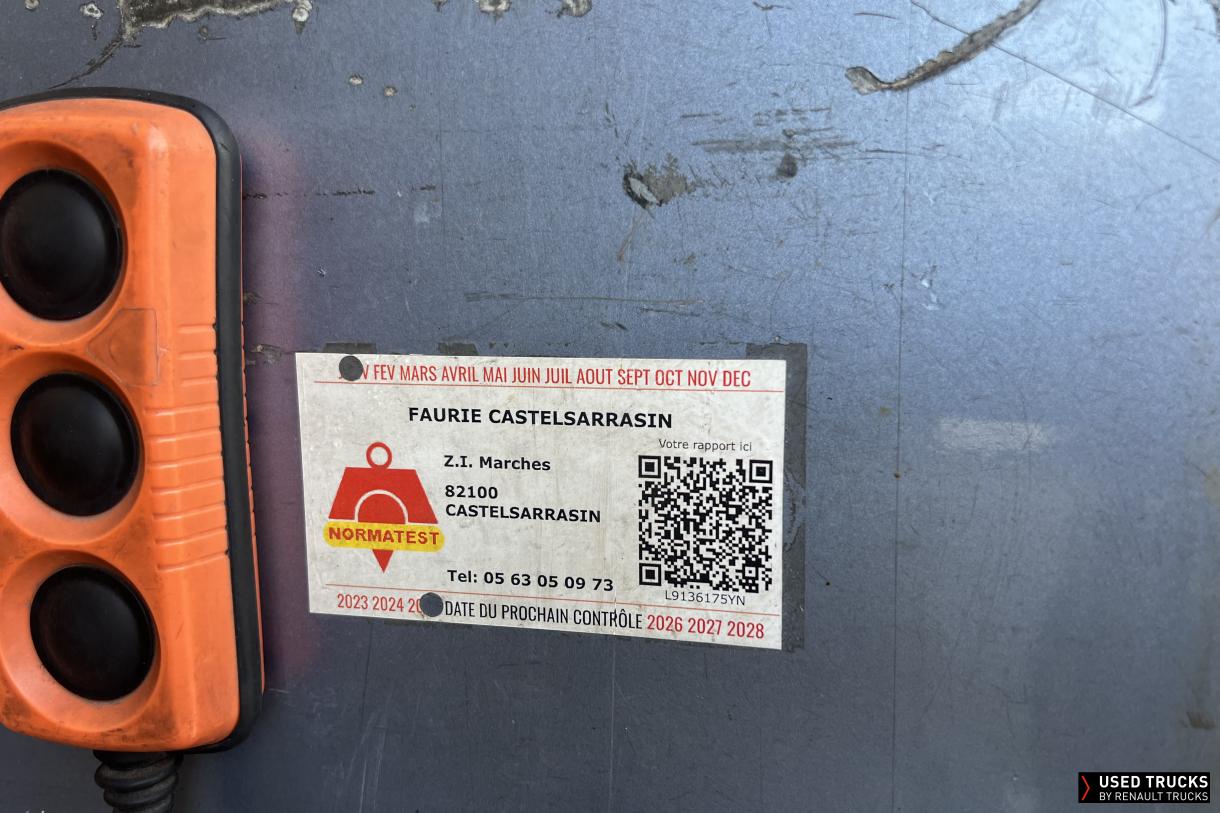 FEV MARS AVRIL MAI JUIN JUIL AOUT SEPT OCT NOV DEC
FAURIE CASTELSARRASIN
Votre rapport ici
Z.I. Marches
82100
CASTELSARRASIN
NORMATEST
Tel: 05 63 05 09 73
L9136175YN
2023 2024 DATE DU PROCHAIN CONTRÔLE 2026 2027 2028
USED TRUCKS
BY RENAULT TRUCKS